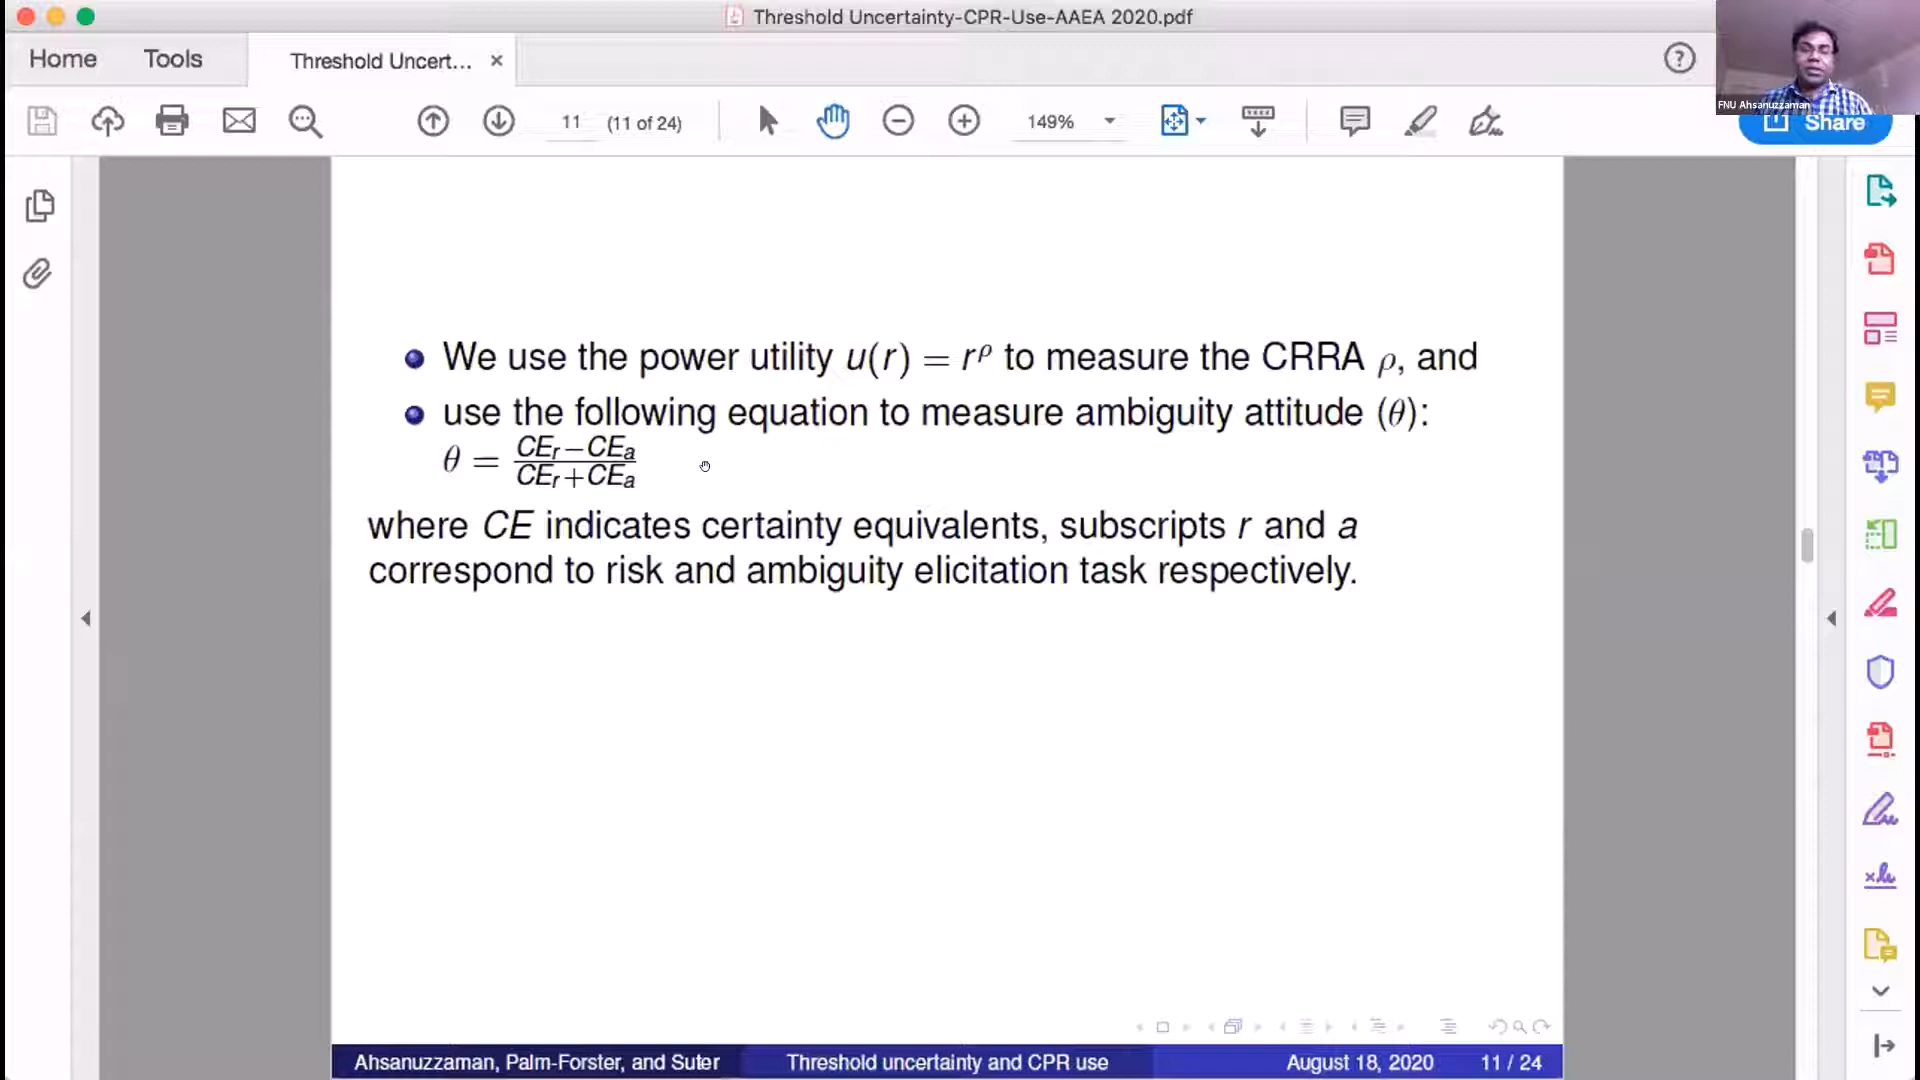 Threshold Uncertainty-CPR-Use-AAEA 2020.pdf
Home
Tools
Threshold Uncert...
11
(11 of 24)
149%
Share
FNU Ahsanuzzaman
We use the power utility u(r) = r^ρ to measure the CRRA ρ, and
use the following equation to measure ambiguity attitude (θ):
θ = \frac{CE_r − CE_a}{CE_r + CE_a}
where CE indicates certainty equivalents, subscripts r and a
correspond to risk and ambiguity elicitation task respectively.
Ahsanuzzaman, Palm-Forster, and Suter
Threshold uncertainty and CPR use
August 18, 2020
11 / 24